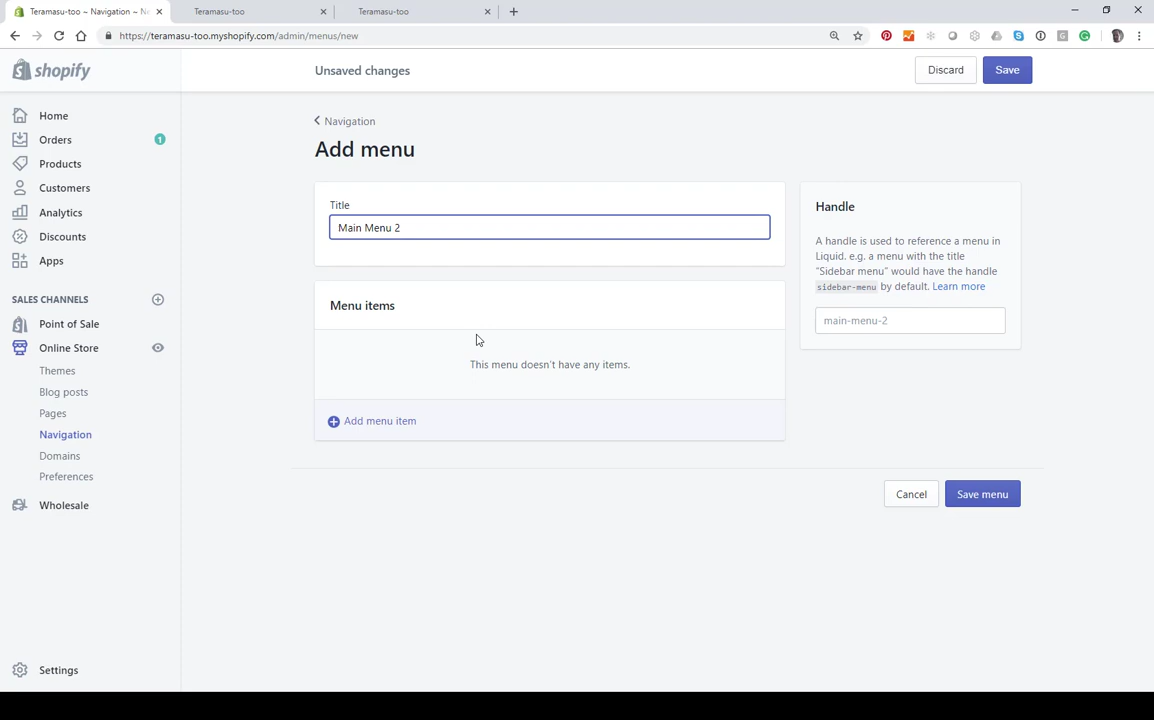 Teramasu-too ~ Navigation ~ Ne
Teramasu-too
Teramasu-too
https://teramasu-too.myshopify.com/admin/menus/new
shopify
Unsaved changes
Discard
Save
Home
Orders
1
Products
Customers
Analytics
Discounts
Apps
SALES CHANNELS
Point of Sale
Online Store
Themes
Blog posts
Pages
Navigation
Domains
Preferences
Wholesale
Settings
Navigation
Add menu
Title
Main Menu 2
Menu items
This menu doesn't have any items.
Add menu item
Handle
A handle is used to reference a menu in
Liquid. e.g. a menu with the title
“Sidebar menu” would have the handle
sidebar-menu by default. Learn more
main-menu-2
Cancel
Save menu